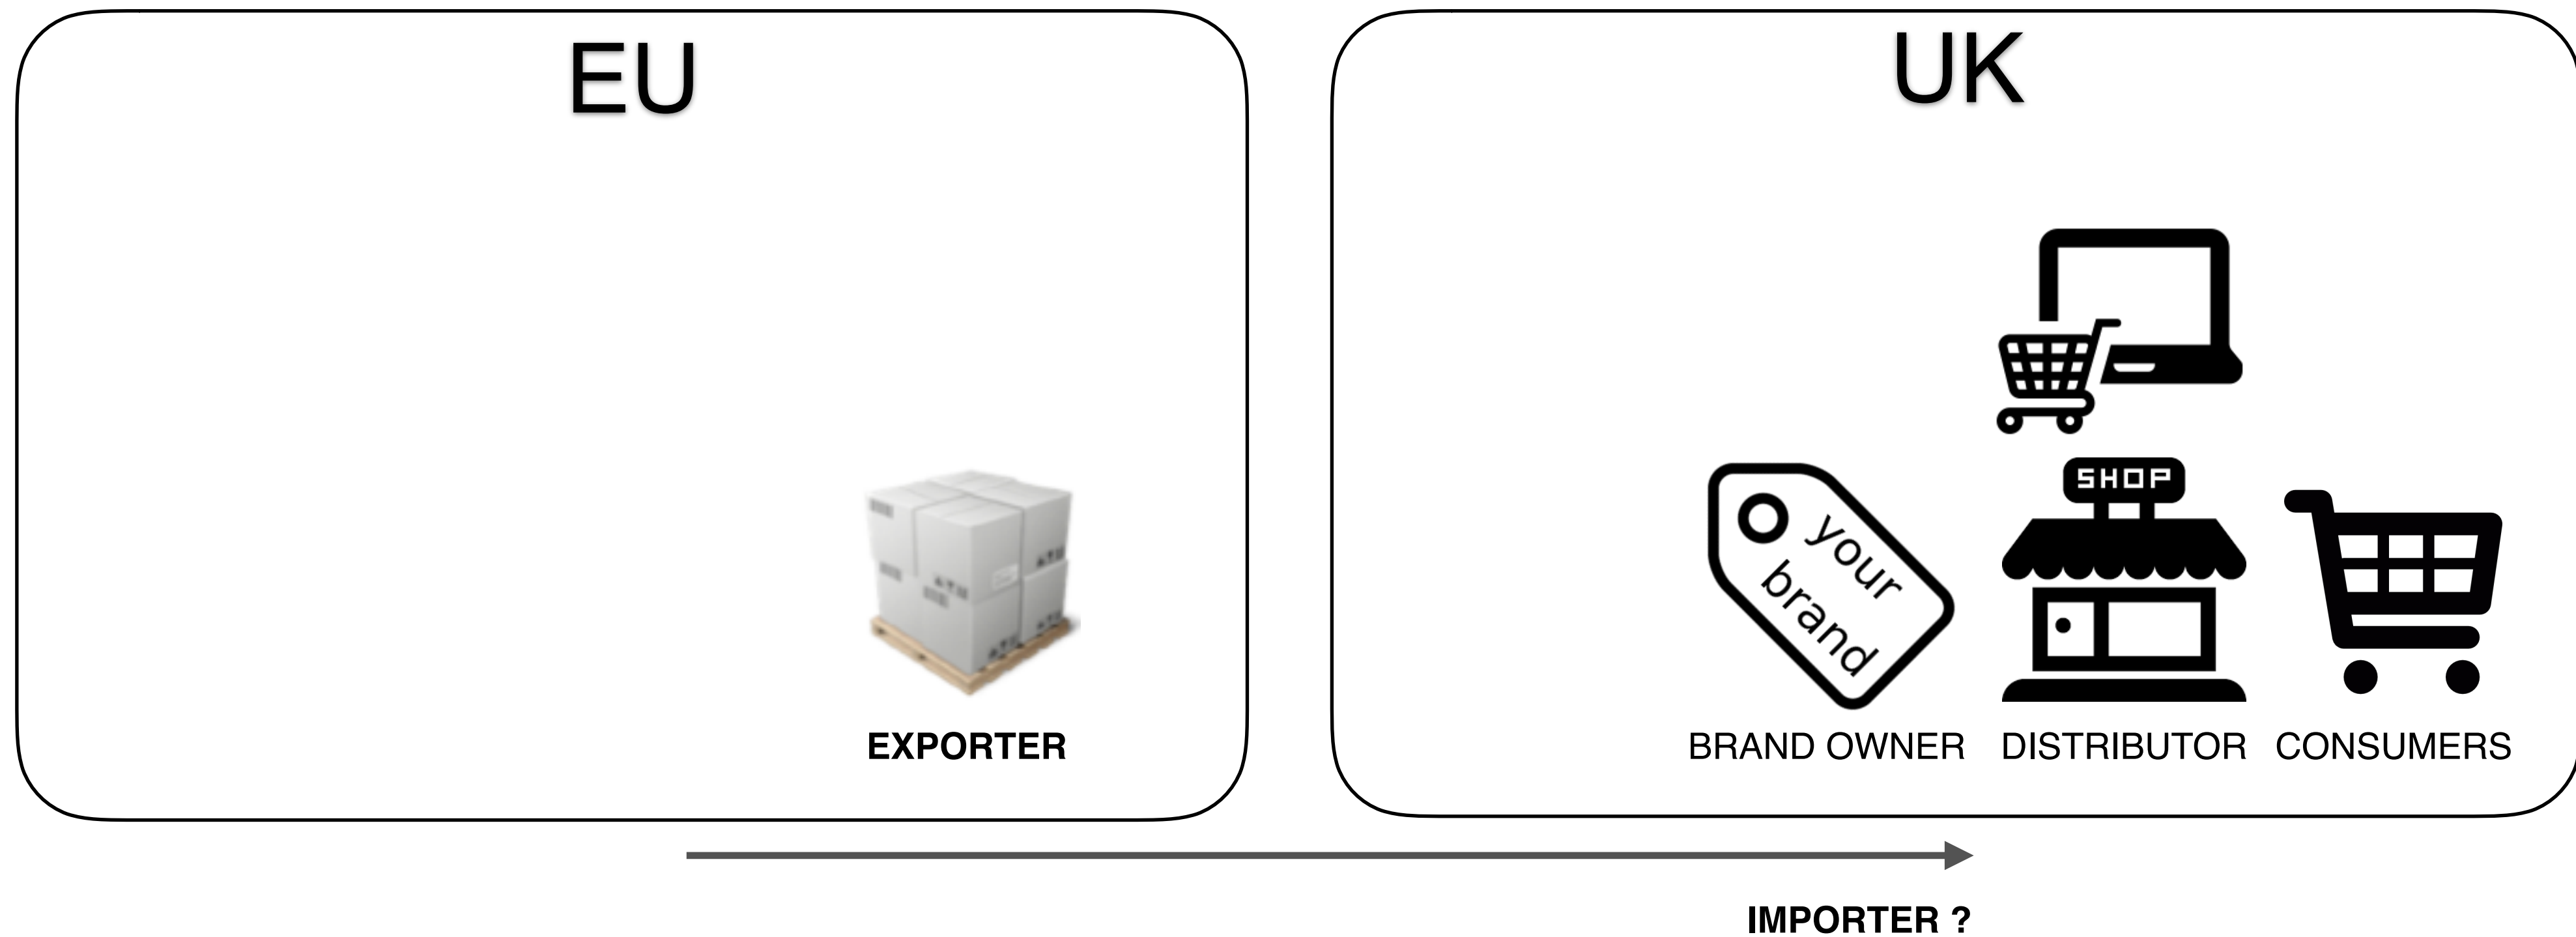 EU
UK
SHOP
your
brand
EXPORTER
BRAND OWNER
DISTRIBUTOR
CONSUMERS
IMPORTER ?